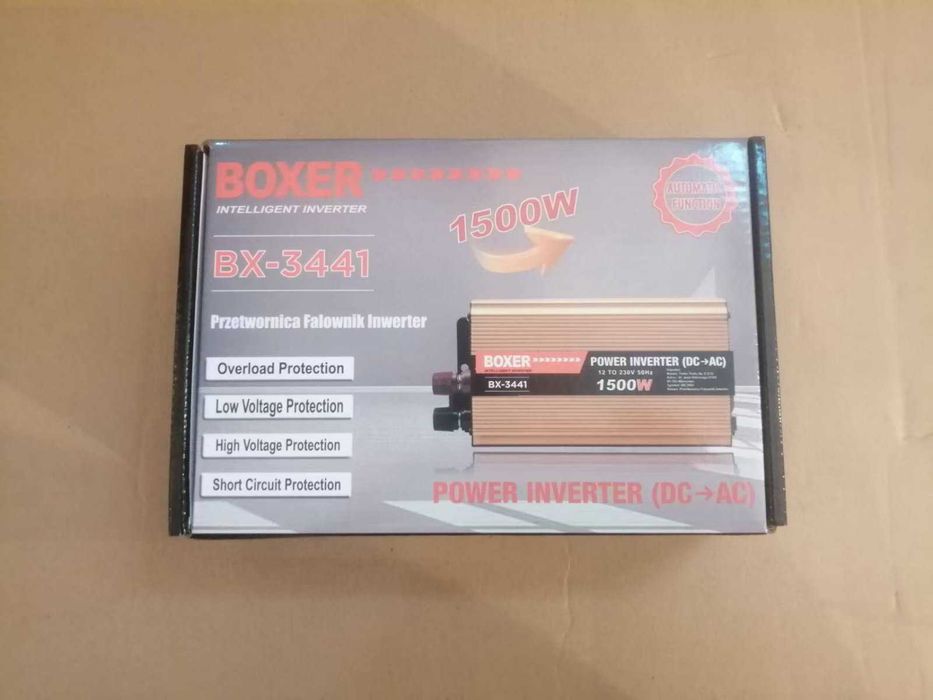 BOXER
INTELLIGENT INVERTER
1500W
AUTOMATIC
FUNCTION
BX-3441
Przetwornica Falownik Inwerter
Overload Protection
Low Voltage Protection
High Voltage Protection
Short Circuit Protection
BOXER
INTELLIGENT INVERTER
BX-3441
POWER INVERTER (DC→AC)
12 TO 230V 50Hz
1500W
POWER INVERTER (DC→AC)